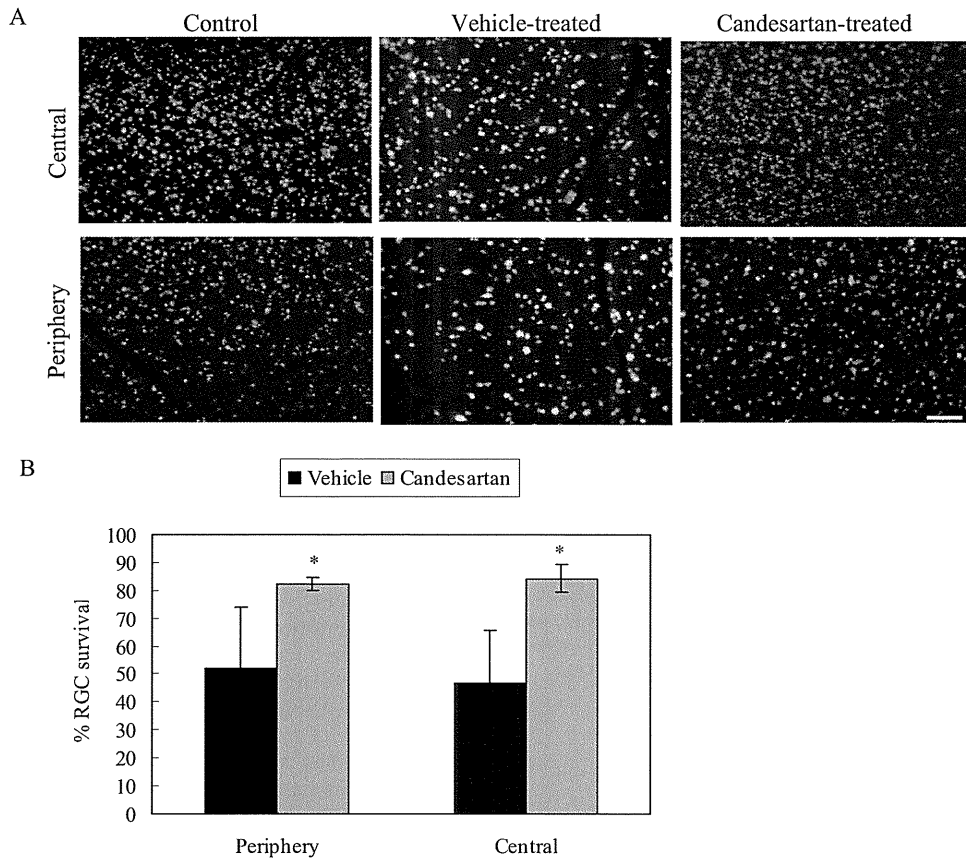 A
Control
Vehicle-treated
Candesartan-treated
Central
Periphery
B
Vehicle
Candesartan
% RGC survival
100
90
80
70
60
50
40
30
20
10
0
*
*
Periphery
Central